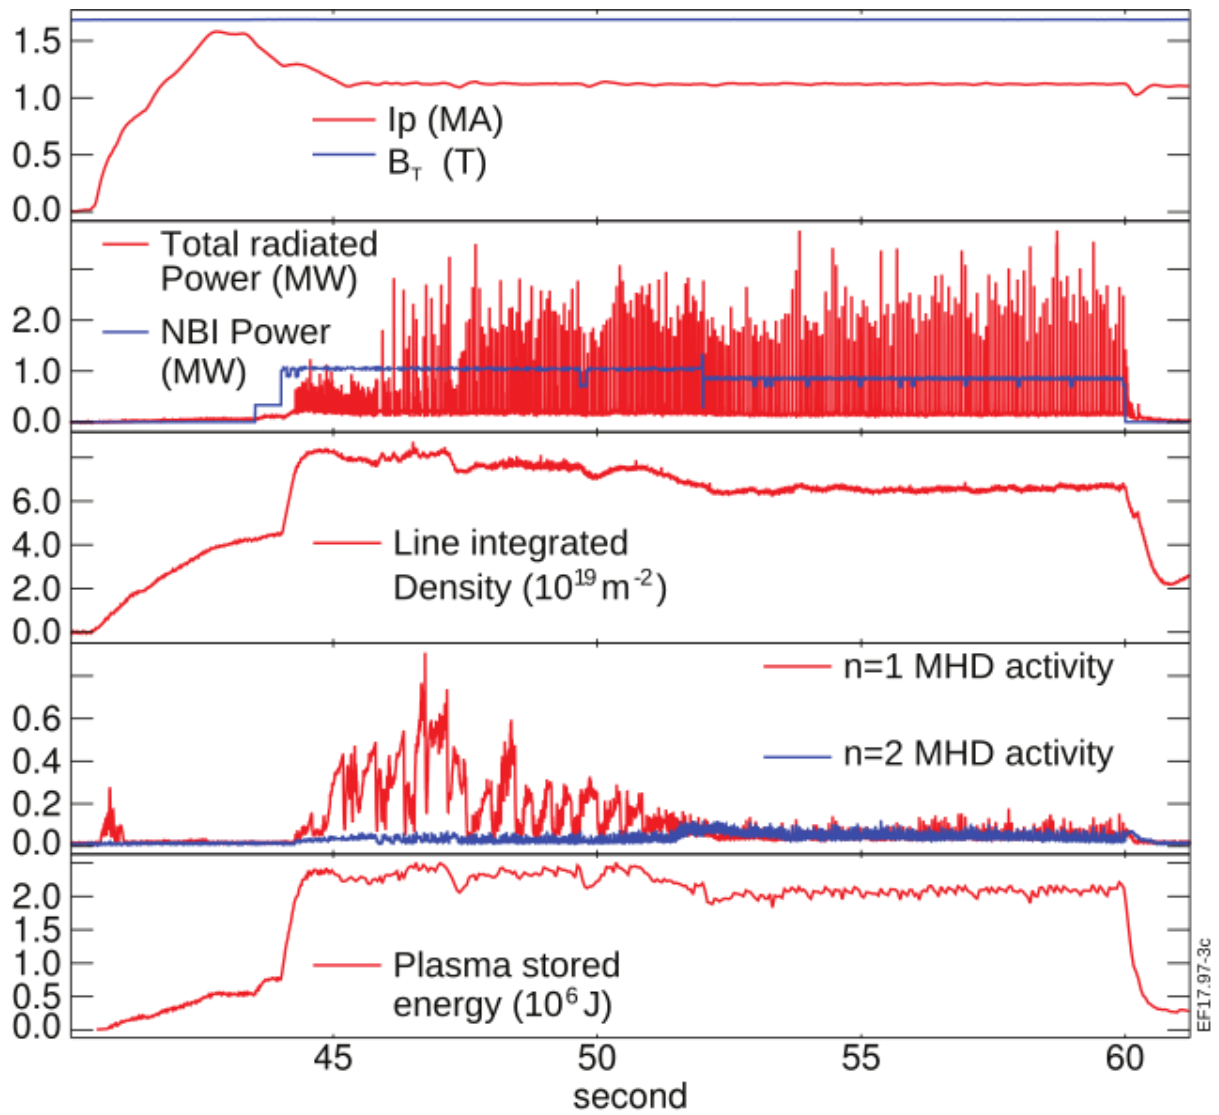 1.5
1.0
0.5
0.0
Ip (MA)
B_T (T)
Total radiated
Power (MW)
NBI Power
(MW)
2.0
1.0
0.0
6.0
4.0
2.0
0.0
Line integrated
Density (10^19 m^-2)
n=1 MHD activity
n=2 MHD activity
0.6
0.4
0.2
0.0
2.0
1.5
1.0
0.5
0.0
Plasma stored
energy (10^6 J)
EF17.97-3c
45 50 55 60
second